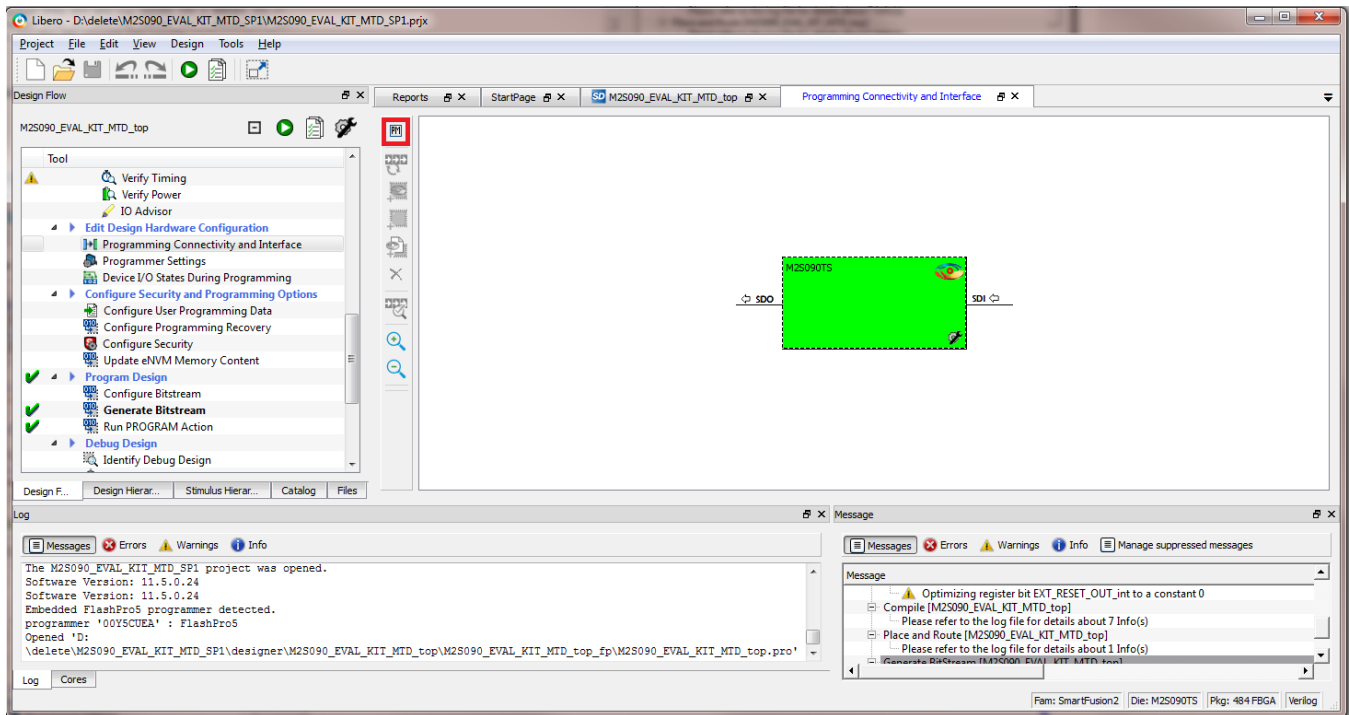 Libero - D:\delete\M2S090_EVAL_KIT_MTD_SP1\M2S090_EVAL_KIT_MTD_SP1.prjx
Project File Edit View Design Tools Help
Design Flow
Reports StartPage SD M2S090_EVAL_KIT_MTD_top Programming Connectivity and Interface
M2S090_EVAL_KIT_MTD_top
Tool
Verify Timing
Verify Power
IO Advisor
Edit Design Hardware Configuration
Programming Connectivity and Interface
Programmer Settings
Device I/O States During Programming
Configure Security and Programming Options
Configure User Programming Data
Configure Programming Recovery
Configure Security
Update eNVM Memory Content
Program Design
Configure Bitstream
Generate Bitstream
Run PROGRAM Action
Debug Design
Identify Debug Design
M2S090TS
SDO SDI
Design F... Design Hierar... Stimulus Hierar... Catalog Files
Log
Messages Errors Warnings Info
The M2S090_EVAL_KIT_MTD_SP1 project was opened.
Software Version: 11.5.0.24
Software Version: 11.5.0.24
Embedded FlashPro5 programmer detected.
programmer '00Y5CUEA' : FlashPro5
Opened 'D:
\delete\M2S090_EVAL_KIT_MTD_SP1\designer\M2S090_EVAL_KIT_MTD_top\M2S090_EVAL_KIT_MTD_top_fp\M2S090_EVAL_KIT_MTD_top.pro'
Log Cores
Message
Messages Errors Warnings Info Manage suppressed messages
Message
Optimizing register bit EXT_RESET_OUT_int to a constant 0
Compile [M2S090_EVAL_KIT_MTD_top]
Please refer to the log file for details about 7 Info(s)
Place and Route [M2S090_EVAL_KIT_MTD_top]
Please refer to the log file for details about 1 Info(s)
Generate BitStream [M2S090_EVAL_KIT_MTD_top]
Fam: SmartFusion2 Die: M2S090TS Pkg: 484 FBGA Verilog